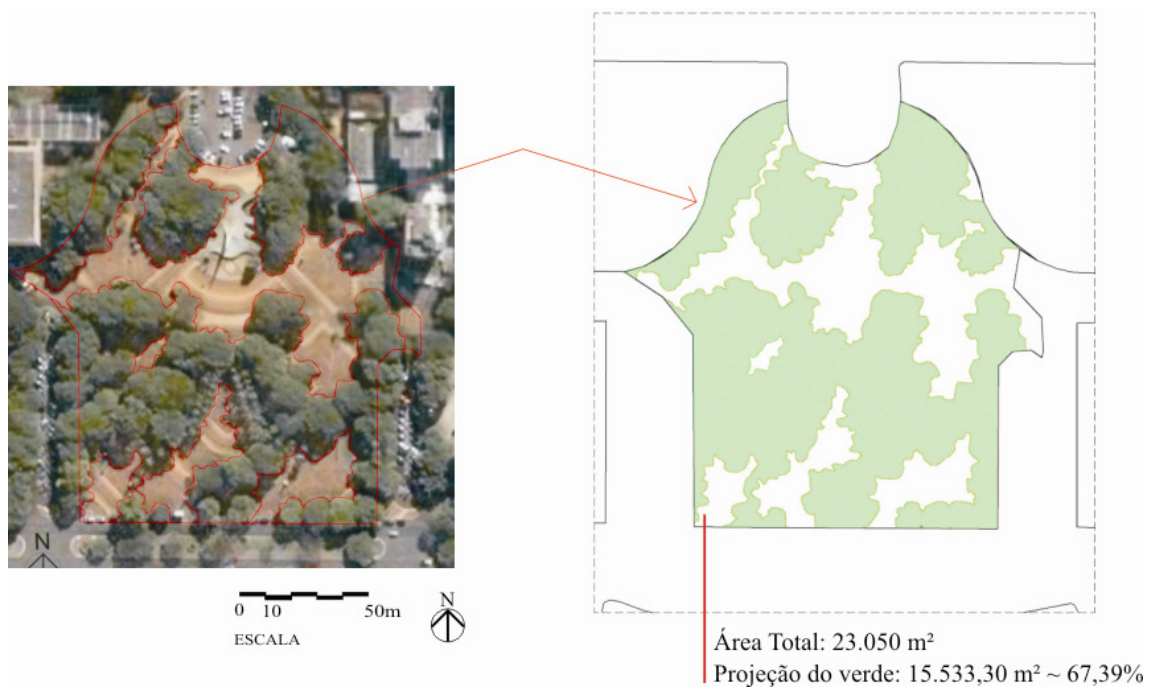 N
0 10 50m
ESCALA
N
Área Total: 23.050 m²
Projeção do verde: 15.533,30 m² ~ 67,39%